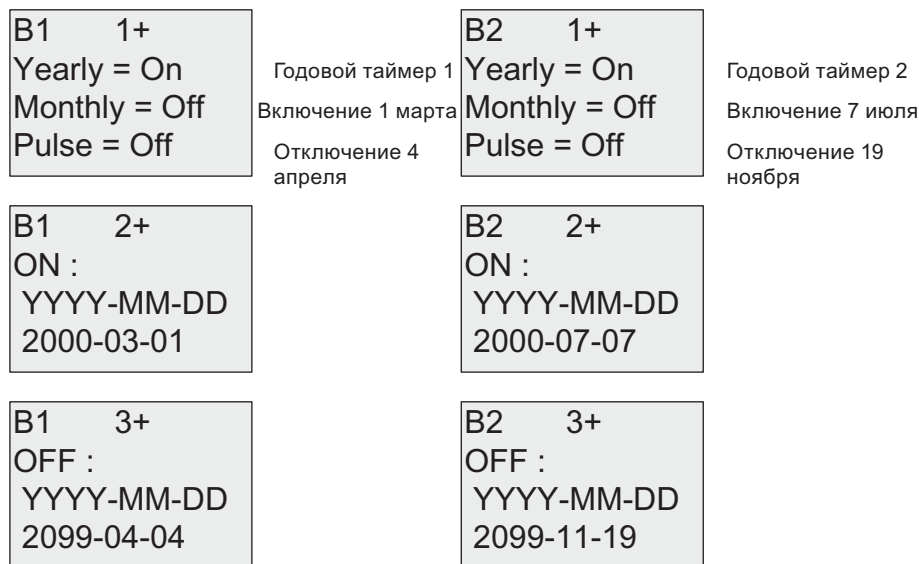 B1 1+
Yearly = On
Monthly = Off
Pulse = Off
Годовой таймер 1
Включение 1 марта
Отключение 4
апреля
B2 1+
Yearly = On
Monthly = Off
Pulse = Off
Годовой таймер 2
Включение 7 июля
Отключение 19
ноября
B1 2+
ON :
YYYY-MM-DD
2000-03-01
B2 2+
ON :
YYYY-MM-DD
2000-07-07
B1 3+
OFF :
YYYY-MM-DD
2099-04-04
B2 3+
OFF :
YYYY-MM-DD
2099-11-19